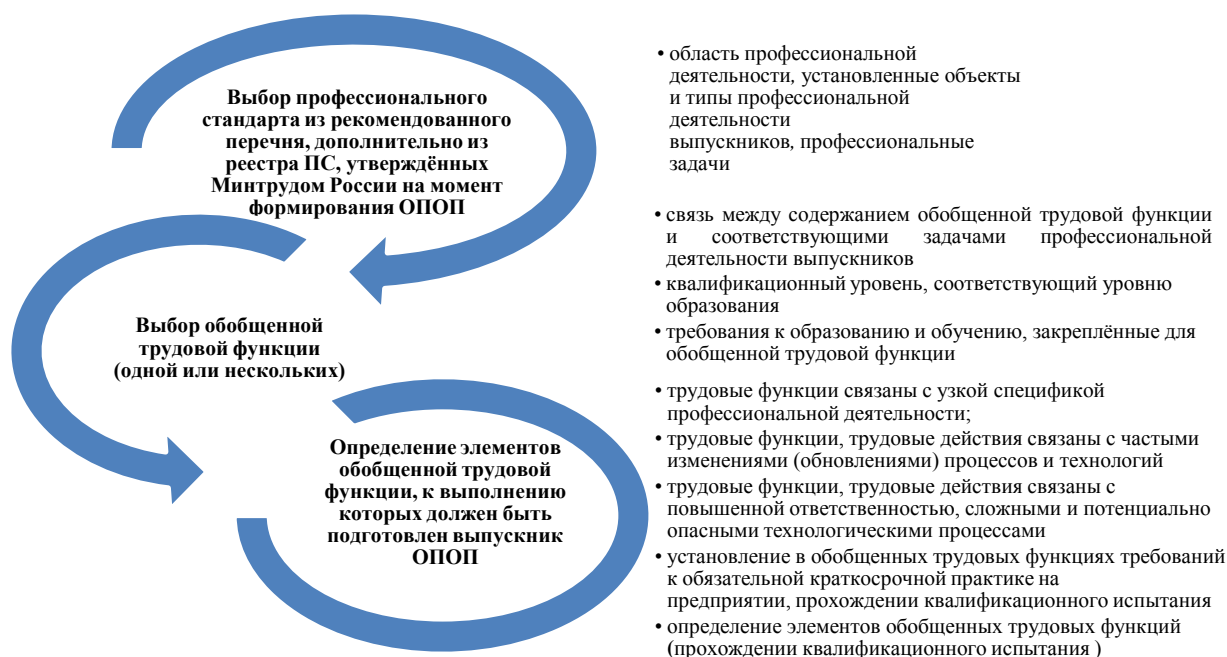 Выбор профессионального
стандарта из рекомендованного
перечня, дополнительно из
реестра ПС, утверждённых
Минтрудом России на момент
формирования ОПОП
• область профессиональной
деятельности, установленные объекты
и типы профессиональной
деятельности
выпускников, профессиональные
задачи
Выбор обобщенной
трудовой функции
(одной или нескольких)
• связь между содержанием обобщенной трудовой функции
и соответствующими задачами профессиональной
деятельности выпускников
• квалификационный уровень, соответствующий уровню
образования
• требования к образованию и обучению, закреплённые для
обобщенной трудовой функции
Определение элементов
обобщенной трудовой
функции, к выполнению
которых должен быть
подготовлен выпускник
ОПОП
• трудовые функции связаны с узкой спецификой
профессиональной деятельности;
• трудовые функции, трудовые действия связаны с частыми
изменениями (обновлениями) процессов и технологий
• трудовые функции, трудовые действия связаны с
повышенной ответственностью, сложными и потенциально
опасными технологическими процессами
• установление в обобщенных трудовых функциях требований
к обязательной краткосрочной практике на
предприятии, прохождении квалификационного испытания
• определение элементов обобщенных трудовых функций
(прохождении квалификационного испытания )